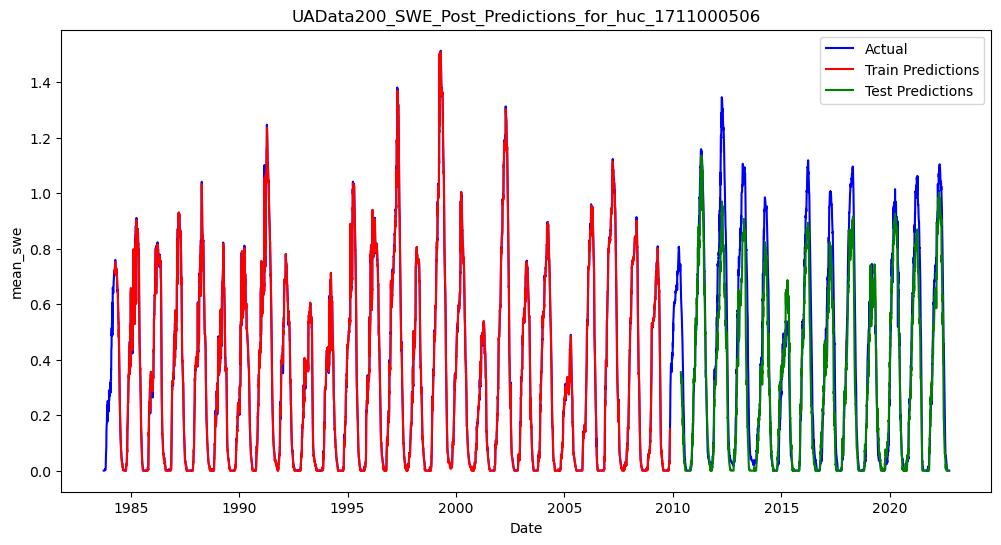 UAData200_SWE_Post_Predictions_for_huc_1711000506
Actual
Train Predictions
Test Predictions
mean_swe
1.4
1.2
1.0
0.8
0.6
0.4
0.2
0.0
1985
1990
1995
2000
2005
2010
2015
2020
Date